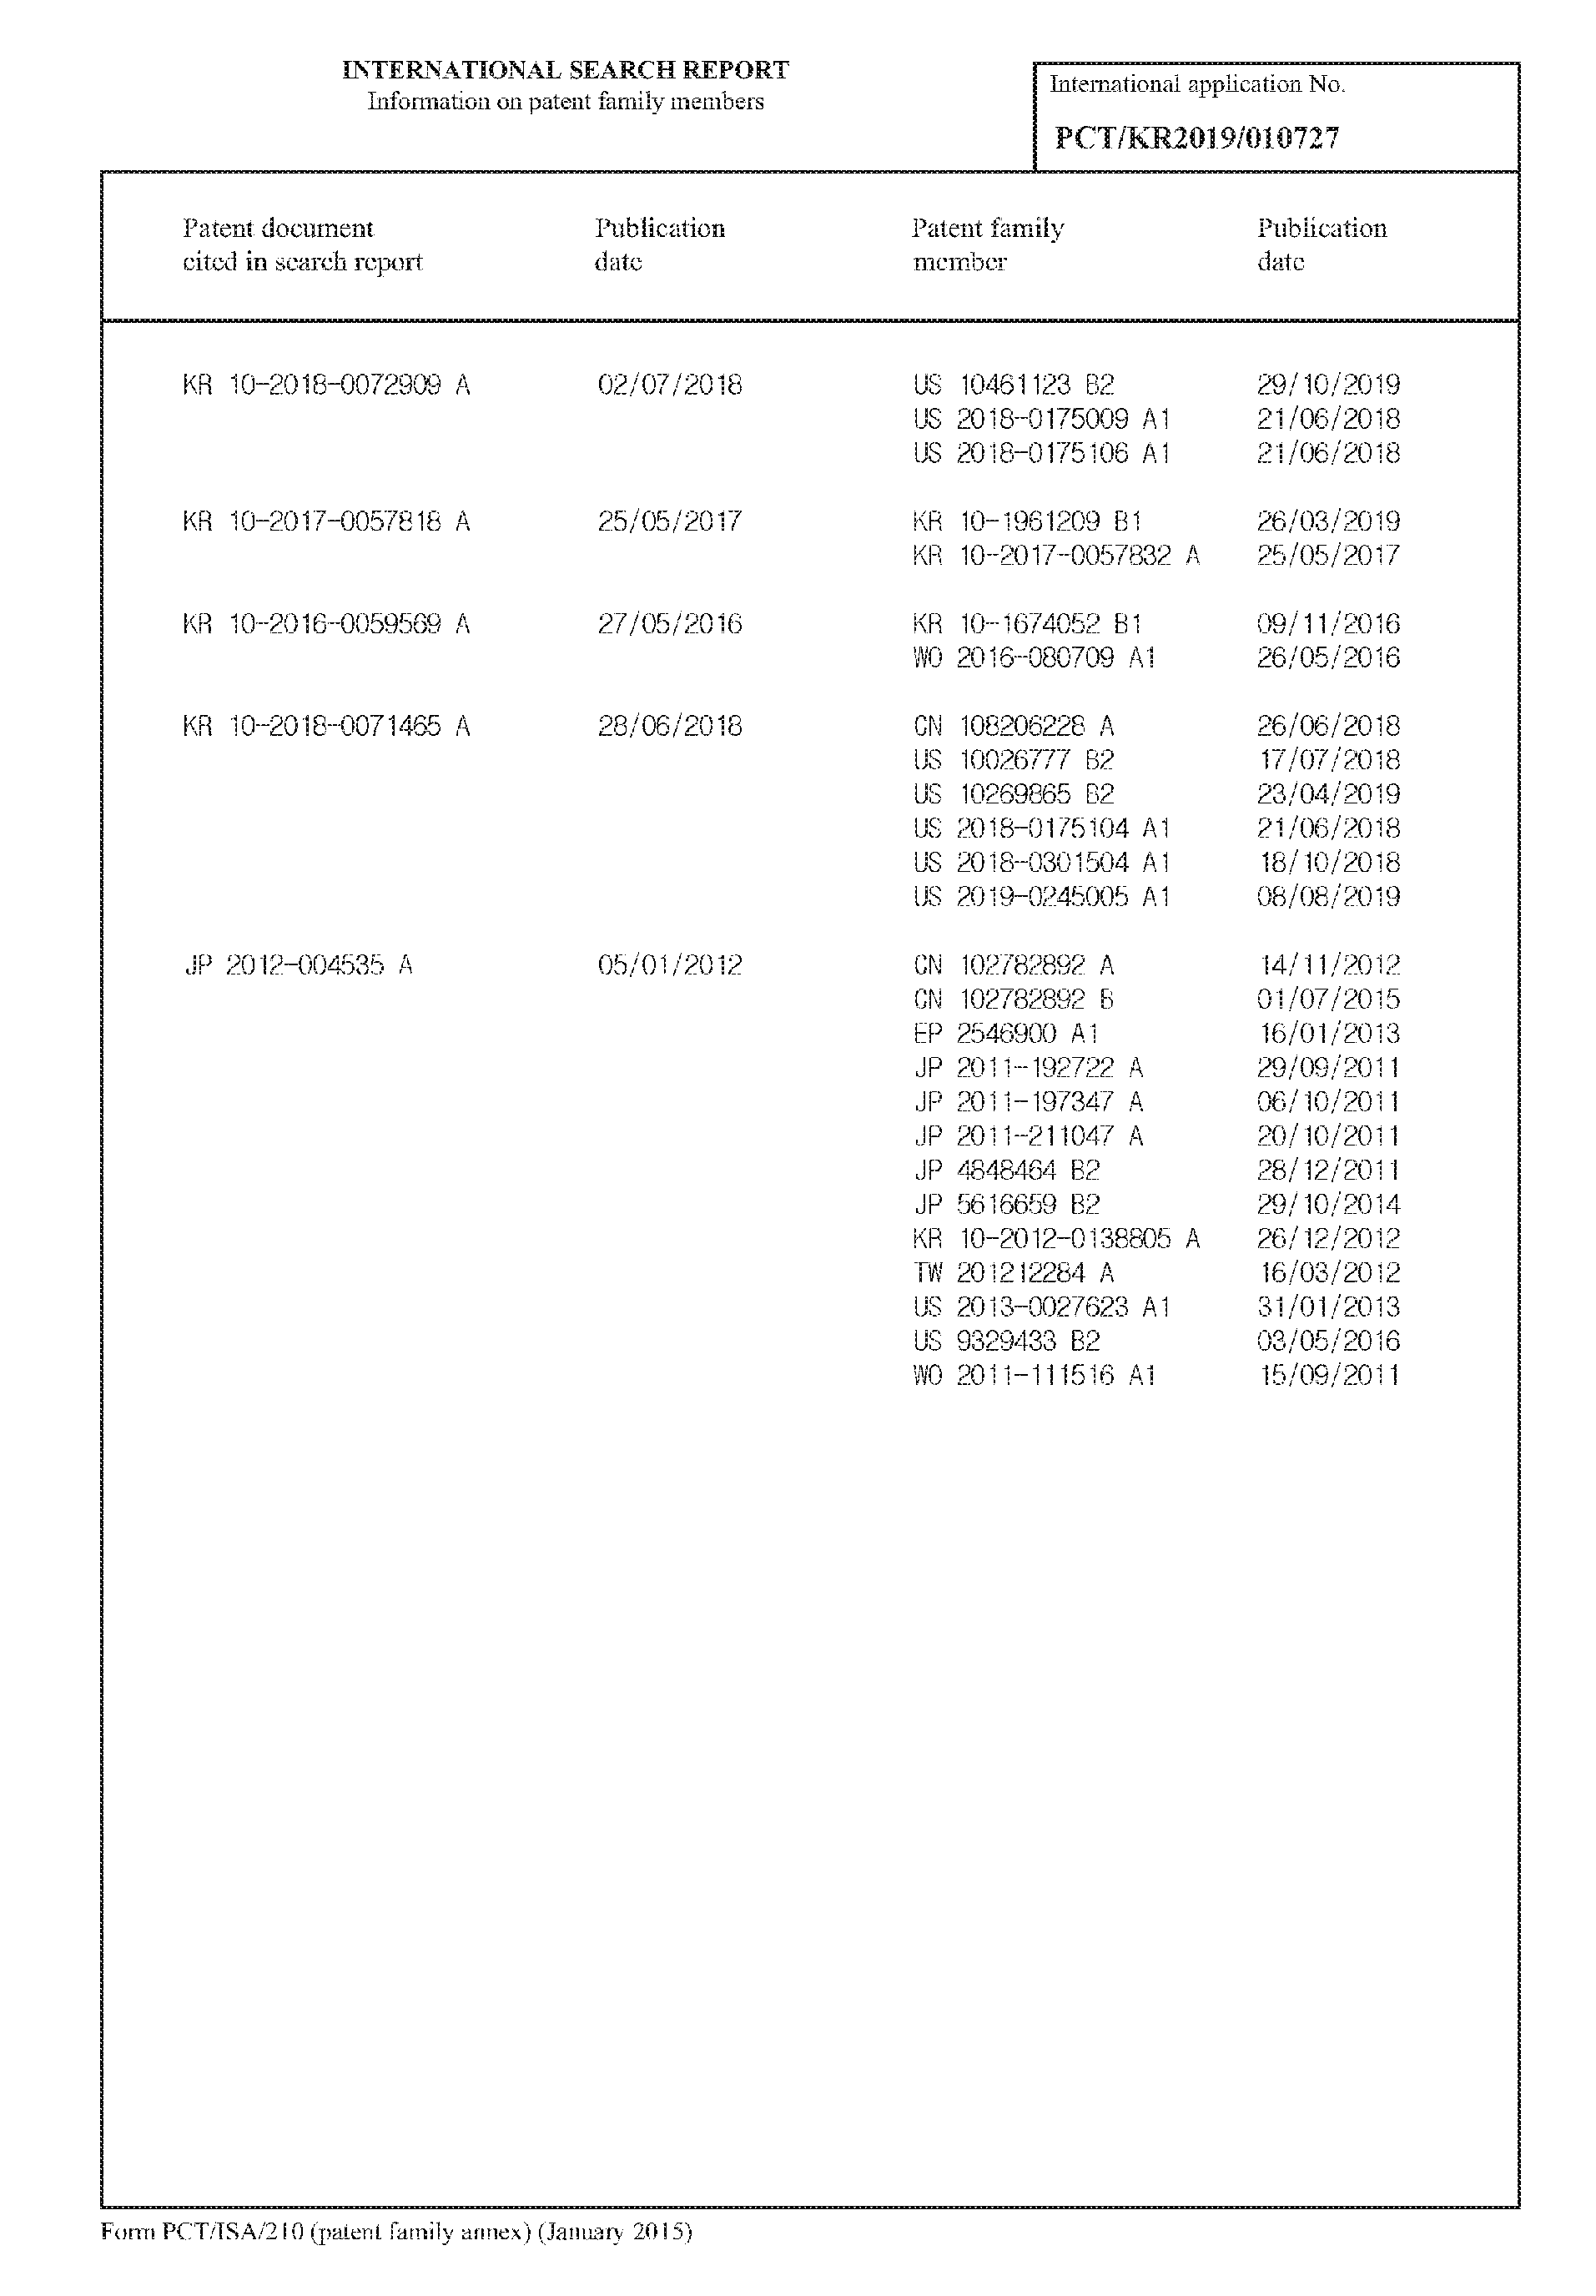 INTERNATIONAL SEARCH REPORT
Information on patent family members
International application No.
PCT/KR2019/010727
Patent document cited in search report
Publication date
Patent family member
Publication date
KR 10-2018-0072909 A 02/07/2018 US 10461123 B2 29/10/2019
US 2018-0175009 A1 21/06/2018
US 2018-0175106 A1 21/06/2018
KR 10-2017-0057818 A 25/05/2017 KR 10-1961209 B1 26/03/2019
KR 10-2017-0057832 A 25/05/2017
KR 10-2016-0059569 A 27/05/2016 KR 10-1674052 B1 09/11/2016
WO 2016-080709 A1 26/05/2016
KR 10-2018-0071465 A 28/06/2018 CN 108206228 A 26/06/2018
US 10026777 B2 17/07/2018
US 10269865 B2 23/04/2019
US 2018-0175104 A1 21/06/2018
US 2018-0301504 A1 18/10/2018
US 2019-0245005 A1 08/08/2019
JP 2012-004535 A 05/01/2012 CN 102782892 A 14/11/2012
CN 102782892 B 01/07/2015
EP 2546900 A1 16/01/2013
JP 2011-192722 A 29/09/2011
JP 2011-197347 A 06/10/2011
JP 2011-211047 A 20/10/2011
JP 4848464 B2 28/12/2011
JP 5616659 B2 29/10/2014
KR 10-2012-0138805 A 26/12/2012
TW 201212284 A 16/03/2012
US 2013-0027623 A1 31/01/2013
US 9329433 B2 03/05/2016
WO 2011-111516 A1 15/09/2011
Form PCT/ISA/210 (patent family annex) (January 2015)